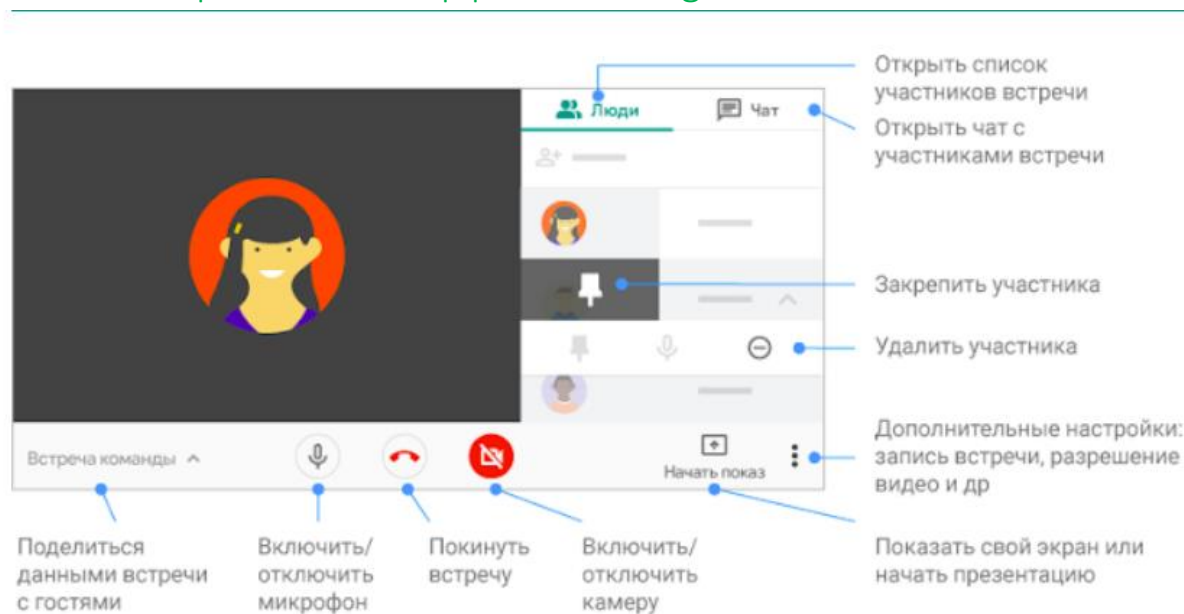 Открыть список
участников встречи
Люди
Чат
Открыть чат с
участниками встречи
Закрепить участника
Удалить участника
Дополнительные настройки:
запись встречи, разрешение
видео и др
Встреча команды
Начать показ
Поделиться
данными встречи
с гостями
Включить/
отключить
микрофон
Покинуть
встречу
Включить/
отключить
камеру
Показать свой экран или
начать презентацию